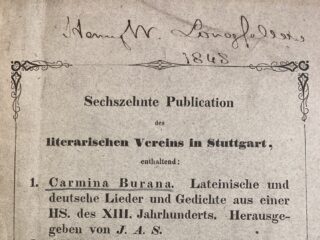 Henry W. Longfellow
1848
Sechszehnte Publication
des
literarischen Vereins in Stuttgart,
enthaltend:
1. Carmina Burana. Lateinische und
deutsche Lieder und Gedichte aus einer
HS. des XIII. Jahrhunderts. Herausge-
geben von J. A. S.